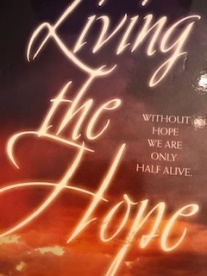 Living
the
Hope
WITHOUT
HOPE
WE ARE
ONLY
HALF ALIVE.